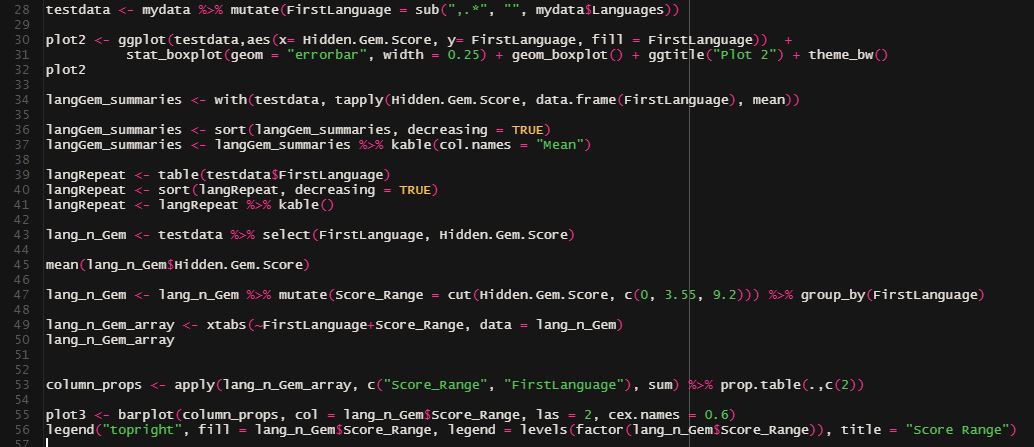 28 testdata <- mydata %>% mutate(FirstLanguage = sub(",.*", "", mydata$Languages))
29
30 plot2 <- ggplot(testdata,aes(x= Hidden.Gem.Score, y= FirstLanguage, fill = FirstLanguage)) +
31 stat_boxplot(geom = "errorbar", width = 0.25) + geom_boxplot() + ggtitle("Plot 2") + theme_bw()
32 plot2
33
34 langGem_summaries <- with(testdata, tapply(Hidden.Gem.Score, data.frame(FirstLanguage), mean))
35
36 langGem_summaries <- sort(langGem_summaries, decreasing = TRUE)
37 langGem_summaries <- langGem_summaries %>% kable(col.names = "Mean")
38
39 langRepeat <- table(testdata$FirstLanguage)
40 langRepeat <- sort(langRepeat, decreasing = TRUE)
41 langRepeat <- langRepeat %>% kable()
42
43 lang_n_Gem <- testdata %>% select(FirstLanguage, Hidden.Gem.Score)
44
45 mean(lang_n_Gem$Hidden.Gem.Score)
46
47 lang_n_Gem <- lang_n_Gem %>% mutate(Score_Range = cut(Hidden.Gem.Score, c(0, 3.55, 9.2))) %>% group_by(FirstLanguage)
48
49 lang_n_Gem_array <- xtabs(~FirstLanguage+Score_Range, data = lang_n_Gem)
50 lang_n_Gem_array
51
52
53 column_props <- apply(lang_n_Gem_array, c("Score_Range", "FirstLanguage"), sum) %>% prop.table(.,c(2))
54
55 plot3 <- barplot(column_props, col = lang_n_Gem$Score_Range, las = 2, cex.names = 0.6)
56 legend("topright", fill = lang_n_Gem$Score_Range, legend = levels(factor(lang_n_Gem$Score_Range)), title = "Score Range")
57